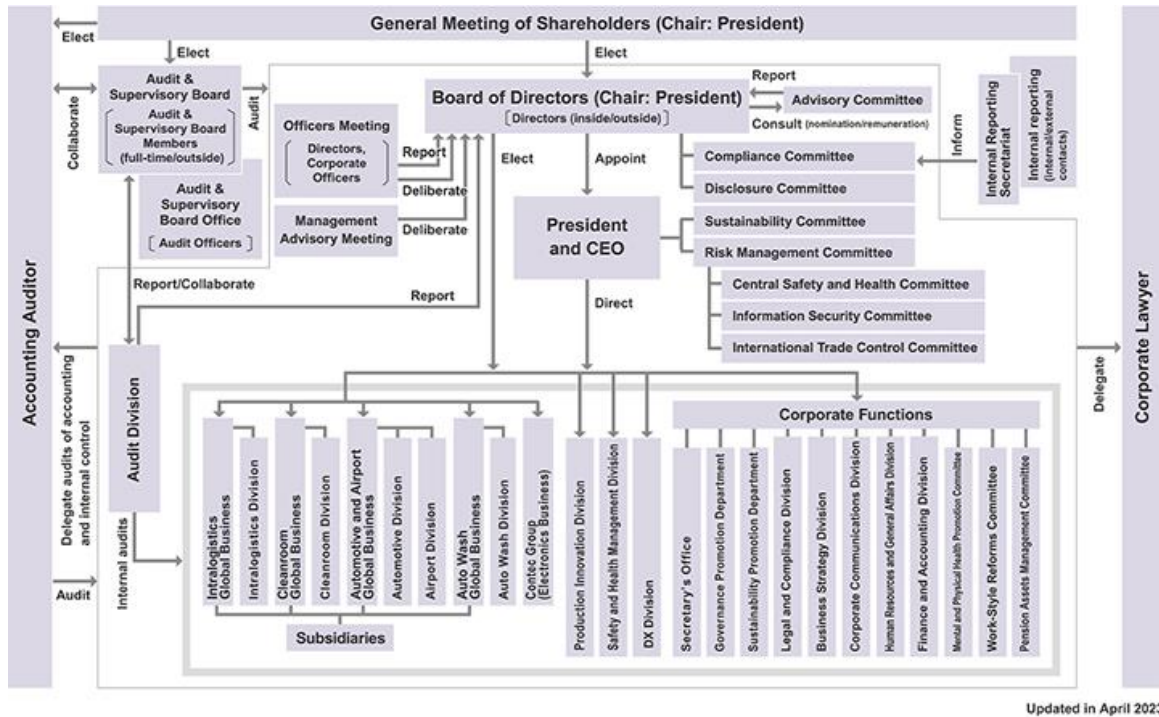 General Meeting of Shareholders (Chair: President)
Elect
Elect
Elect
Audit &
Supervisory Board
Audit &
Supervisory Board
Members
(full-time/outside)
Collaborate
Audit
Audit &
Supervisory
Board Office
Audit Officers
Officers Meeting
Directors,
Corporate
Officers
Report
Deliberate
Management
Advisory Meeting
Deliberate
Board of Directors (Chair: President)
Directors (inside/outside)
Report
Advisory Committee
Consult (nomination/remuneration)
Elect
Appoint
Compliance Committee
Disclosure Committee
Inform
Internal Reporting
Secretariat
Internal reporting
(internal/external
contacts)
President
and CEO
Sustainability Committee
Risk Management Committee
Central Safety and Health Committee
Information Security Committee
International Trade Control Committee
Report/Collaborate
Report
Direct
Accounting Auditor
Corporate Lawyer
Delegate
Audit Division
Delegate audits of accounting
and internal control
Internal audits
Audit
Intralogistics
Global Business
Intralogistics Division
Cleanroom
Global Business
Cleanroom Division
Automotive and Airport
Global Business
Automotive Division
Airport Division
Auto Wash
Global Business
Auto Wash Division
Contec Group
(Electronics Business)
Subsidiaries
Production Innovation Division
Safety and Health Management Division
DX Division
Corporate Functions
Secretary's Office
Governance Promotion Department
Sustainability Promotion Department
Legal and Compliance Division
Business Strategy Division
Corporate Communications Division
Human Resources and General Affairs Division
Finance and Accounting Division
Mental and Physical Health Promotion Committee
Work-Style Reforms Committee
Pension Assets Management Committee
Updated in April 2023